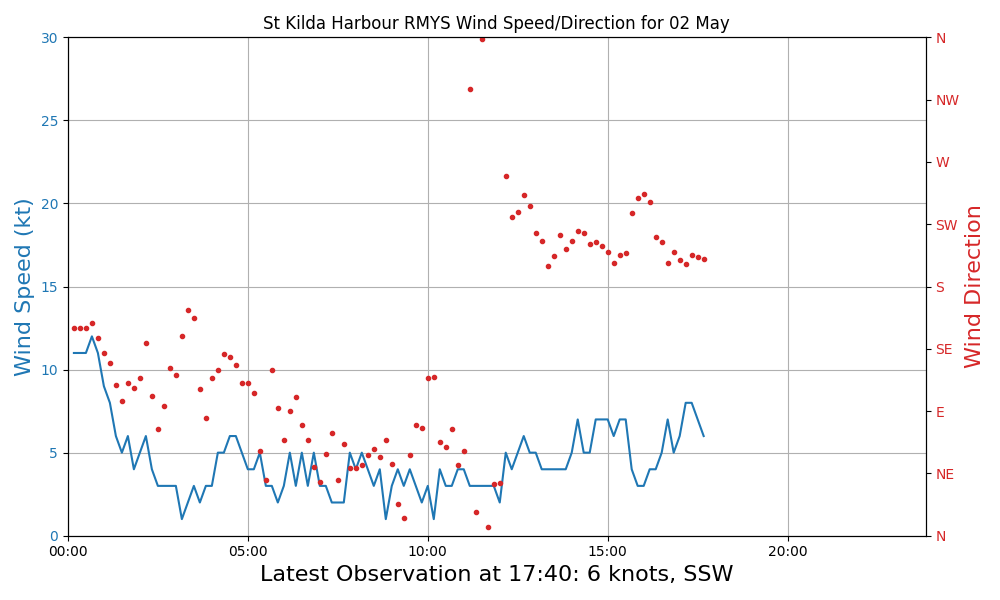 St Kilda Harbour RMYS Wind Speed/Direction for 02 May
30
25
20
15
10
5
0
Wind Speed (kt)
N
NW
W
SW
S
SE
E
NE
N
Wind Direction
00:00
05:00
10:00
15:00
20:00
Latest Observation at 17:40: 6 knots, SSW